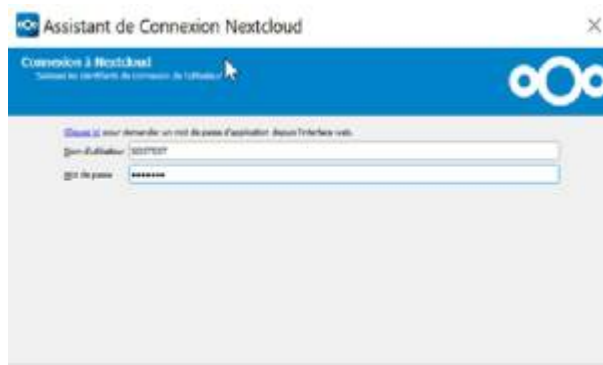 Assistant de Connexion Nextcloud
Connexion à Nextcloud
Saisissez les identifiants de connexion de l'utilisateur
Cliquez ici pour demander un mot de passe d'application depuis l'interface web.
Nom d'utilisateur
Mot de passe ••••••••